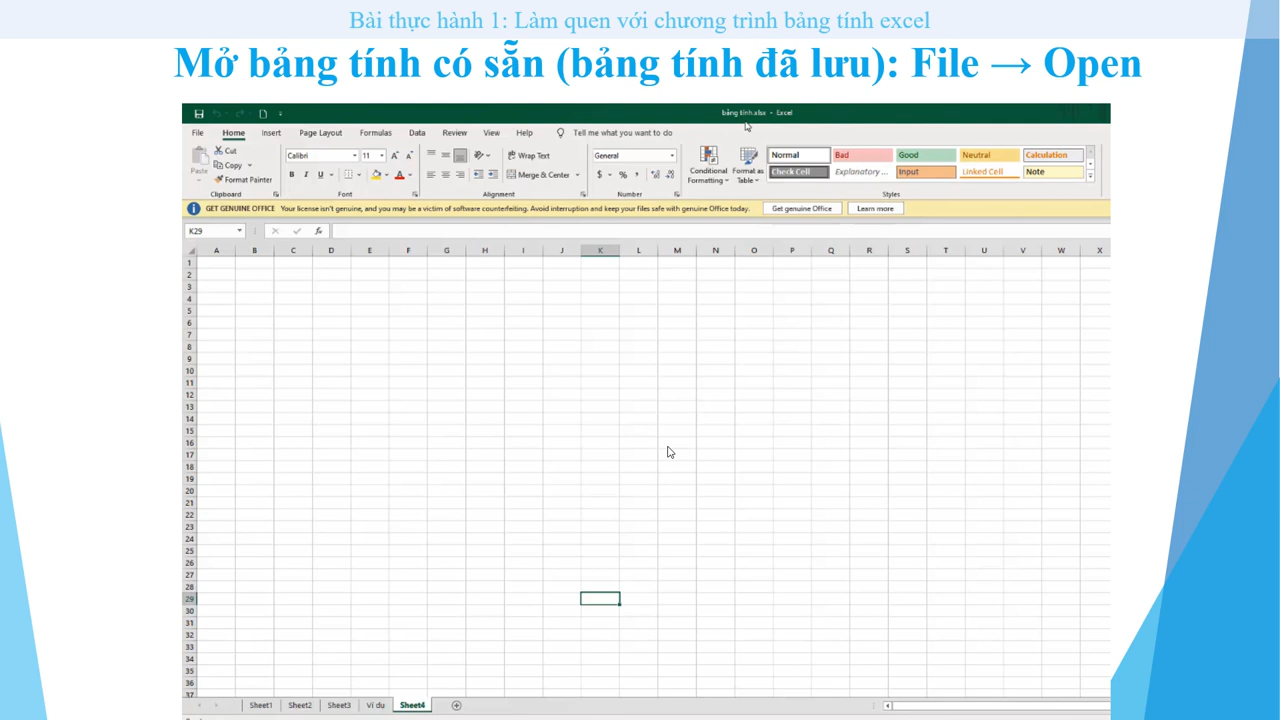 Bài thực hành 1: Làm quen với chương trình bảng tính excel
Mở bảng tính có sẵn (bảng tính đã lưu): File → Open
bảng tính.xlsx - Excel
File Home Insert Page Layout Formulas Data Review View Help Tell me what you want to do
Paste
Cut
Copy
Format Painter
Clipboard
Calibri 11
B I U
Font
Wrap Text
Merge & Center
Alignment
General
$ % ,
Number
Conditional Formatting
Format as Table
Normal Bad Good Neutral Calculation
Check Cell Explanatory ... Input Linked Cell Note
Styles
GET GENUINE OFFICE Your license isn't genuine, and you may be a victim of software counterfeiting. Avoid interruption and keep your files safe with genuine Office today. Get genuine Office Learn more
K29 fx
A B C D E F G H I J K L M N O P Q R S T U V W X
1
2
3
4
5
6
7
8
9
10
11
12
13
14
15
16
17
18
19
20
21
22
23
24
25
26
27
28
29
30
31
32
33
34
35
36
37
Sheet1 Sheet2 Sheet3 Ví du Sheet4